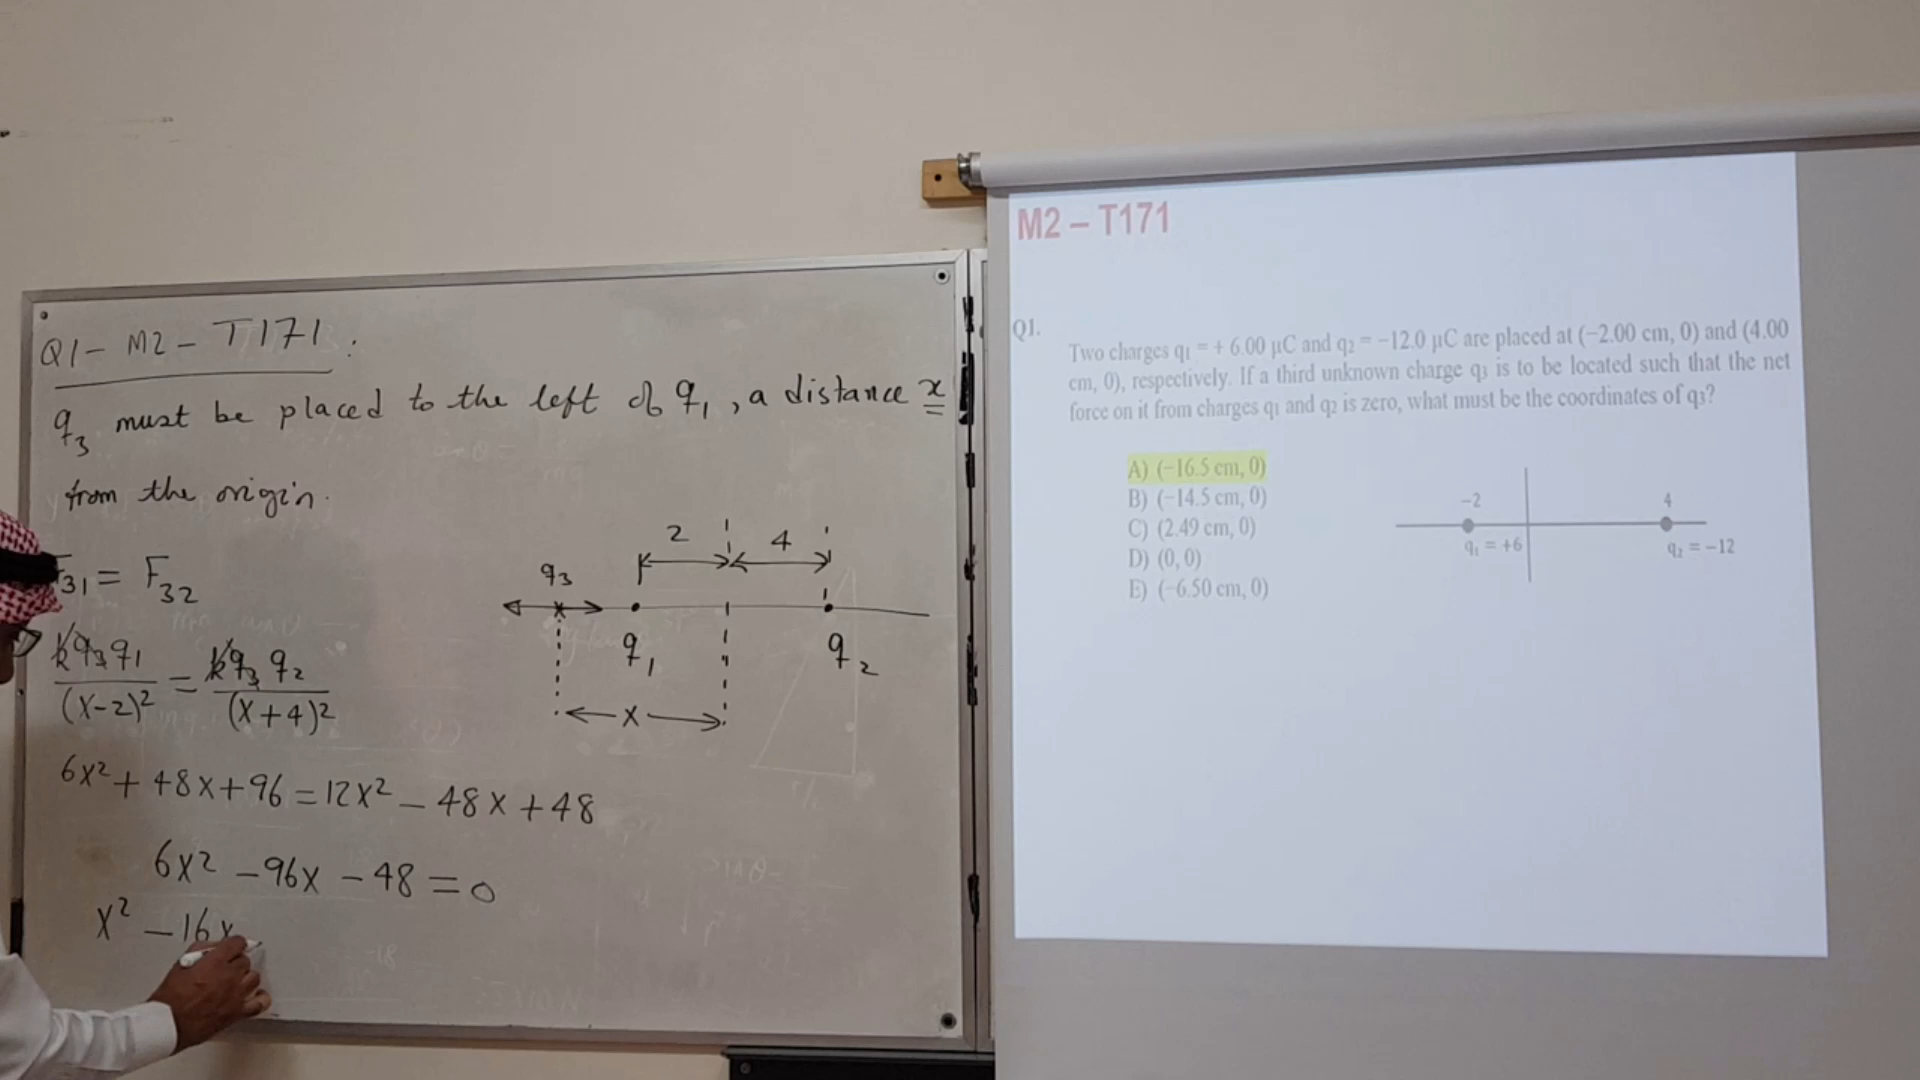 Q1 - M2 - T171.
q₃ must be placed to the left of q₁, a distance x
from the origin.
F₃₁ = F₃₂
kq₃q₁/(x-2)² = kq₃q₂/(x+4)²
6x² + 48x + 96 = 12x² - 48x + 48
6x² - 96x - 48 = 0
x² - 16x
2 4
q₃
q₁ q₂
x
M2 – T171
Q1.
Two charges q₁ = + 6.00 μC and q₂ = −12.0 μC are placed at (−2.00 cm, 0) and (4.00
cm, 0), respectively. If a third unknown charge q₃ is to be located such that the net
force on it from charges q₁ and q₂ is zero, what must be the coordinates of q₃?
A) (−16.5 cm, 0)
B) (−14.5 cm, 0)
C) (2.49 cm, 0)
D) (0, 0)
E) (−6.50 cm, 0)
−2 4
q₁ = +6 q₂ = −12